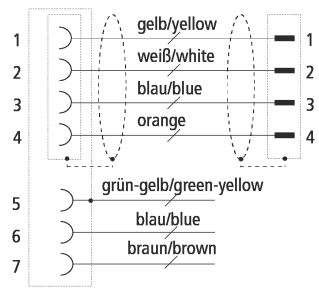 gelb/yellow
1 1
weiß/white
2 2
blau/blue
3 3
orange
4 4
grün-gelb/green-yellow
5
blau/blue
6
braun/brown
7